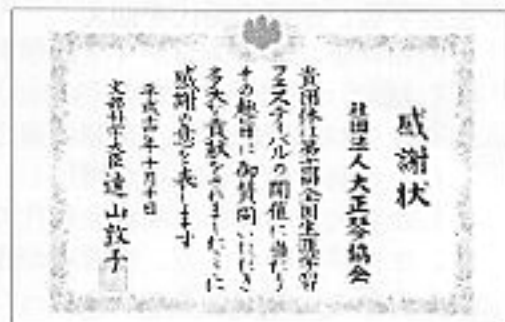 感謝状
社団法人大正琴協会
貴団体は全国生涯学習
フェスティバルの開催に当たり
その趣旨に御賛同いただき
多大な貢献をされましたことに
感謝の意を表します
平成十月十日
文部科学大臣 遠山敦子